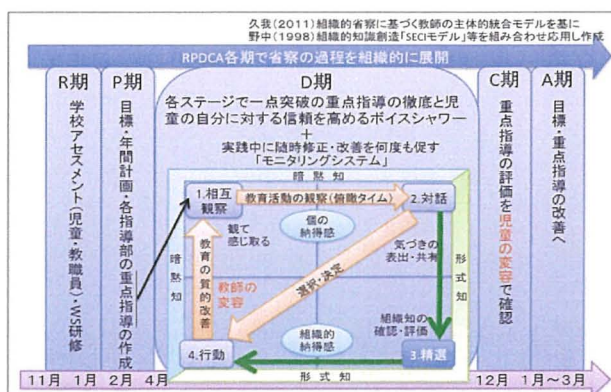 久我(2011)組織的省察に基づく教師の主体的統合モデルを基に
野中(1998)組織的知識創造「SECIモデル」等を組み合わせ応用し作成
RPDCA各期で省察の過程を組織的に展開
R期
学校アセスメント(児童・教職員)・WS研修
P期
目標・年間計画・各指導部の重点指導の作成
D期
各ステージで一点突破の重点指導の徹底と児
童の自分に対する信頼を高めるボイスシャワー
+
実践中に随時修正・改善を何度も促す
「モニタリングシステム」
暗黙知
1.相互
観察
教育活動の観察(俯瞰タイム)
2.対話
観て
感じ取る
個の
納得感
気づきの
表出・共有
暗黙知
教育の質的改善
教師の
変容
選択・決定
形式知
組織的
納得感
組織知の
確認・評価
4.行動
3.精選
形式知
C期
重点指導の評価を児童の変容で確認
A期
目標・重点指導の改善へ
11月 1月 2月 4月 12月 1月～3月